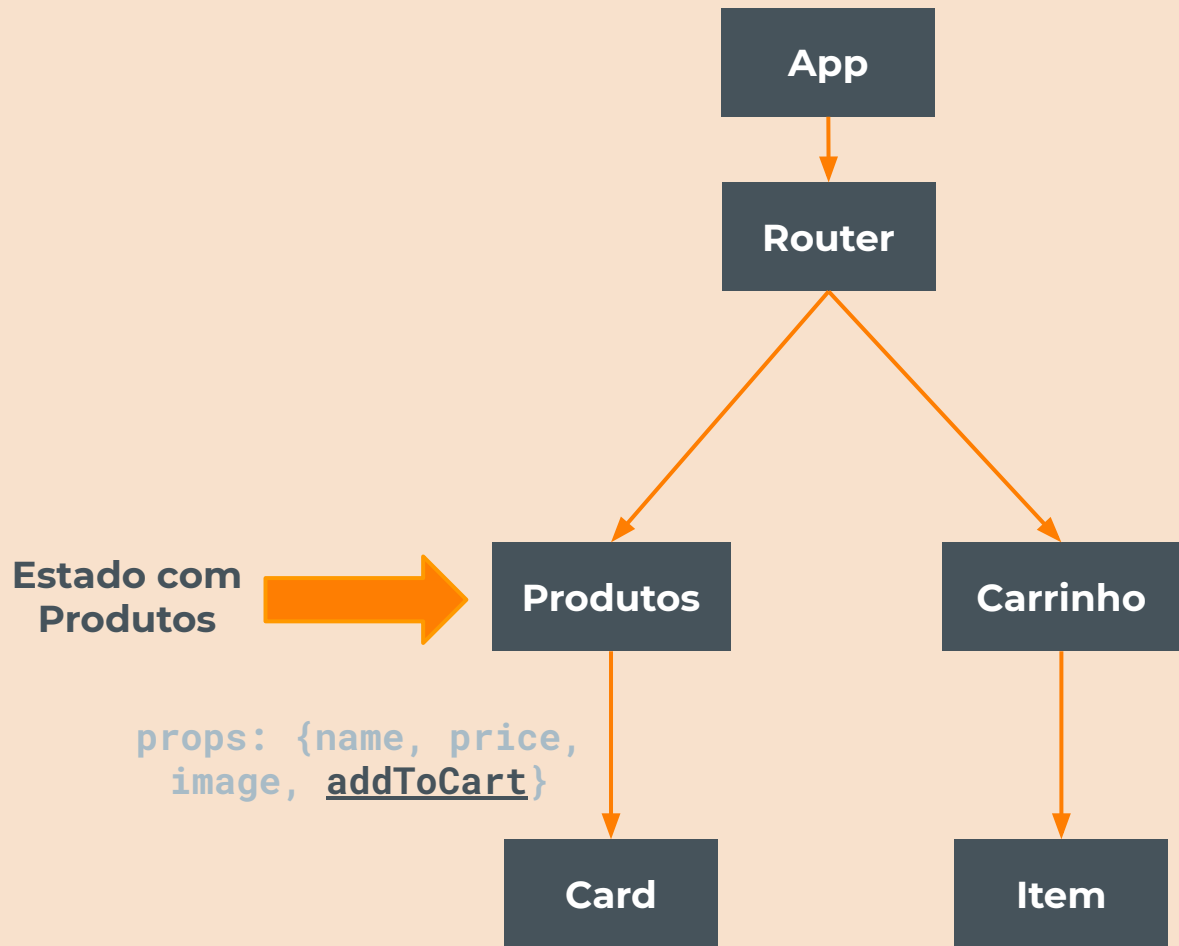 App
Router
Estado com
Produtos
Produtos
Carrinho
props: {name, price,
image, addToCart}
Card
Item